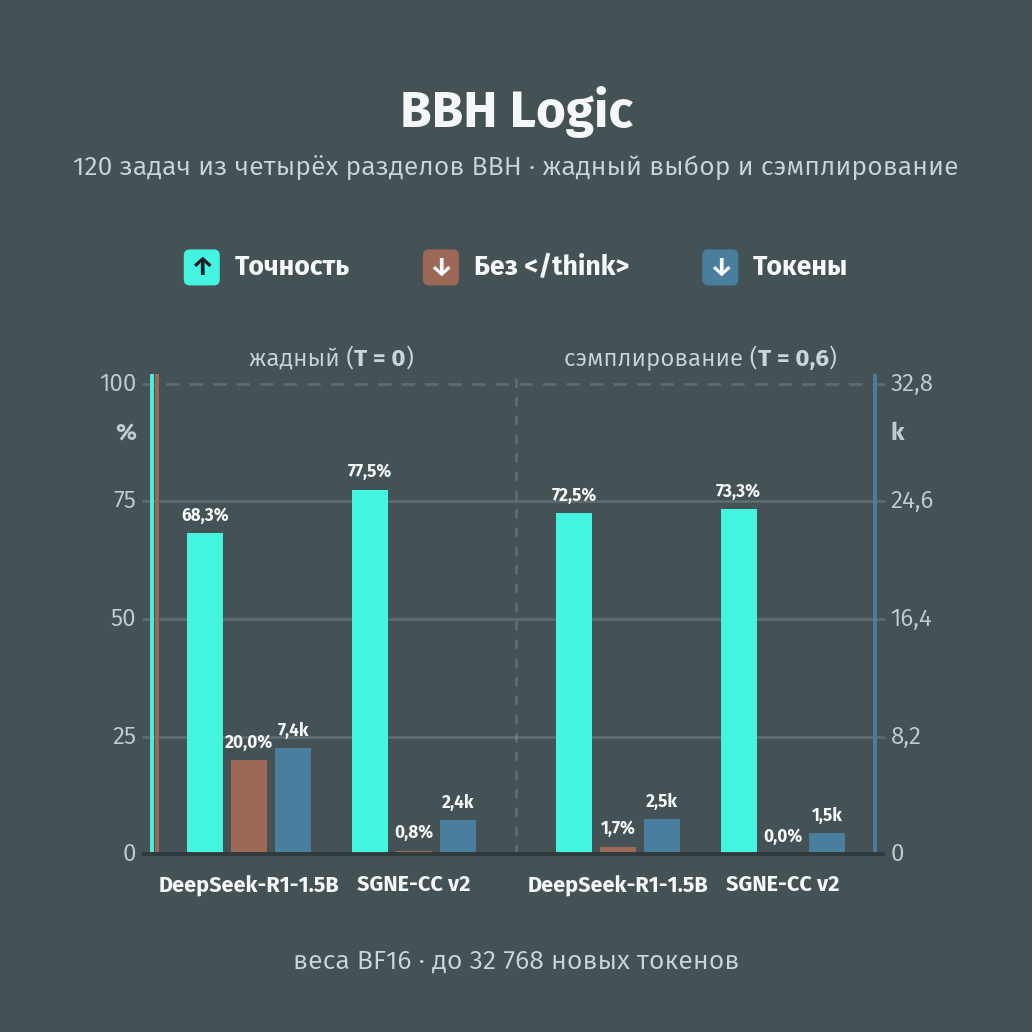 BBH Logic
120 задач из четырёх разделов BBH · жадный выбор и сэмплирование
↑ Точность ↓ Без </think> ↓ Токены
жадный (T = 0) сэмплирование (T = 0,6)
100 32,8
% k
77,5%
75 72,5% 73,3% 24,6
68,3%
50 16,4
25 20,0% 7,4k 8,2
0,8% 2,4k 1,7% 2,5k 0,0% 1,5k
0 0
DeepSeek-R1-1.5B SGNE-CC v2 DeepSeek-R1-1.5B SGNE-CC v2
веса BF16 · до 32 768 новых токенов